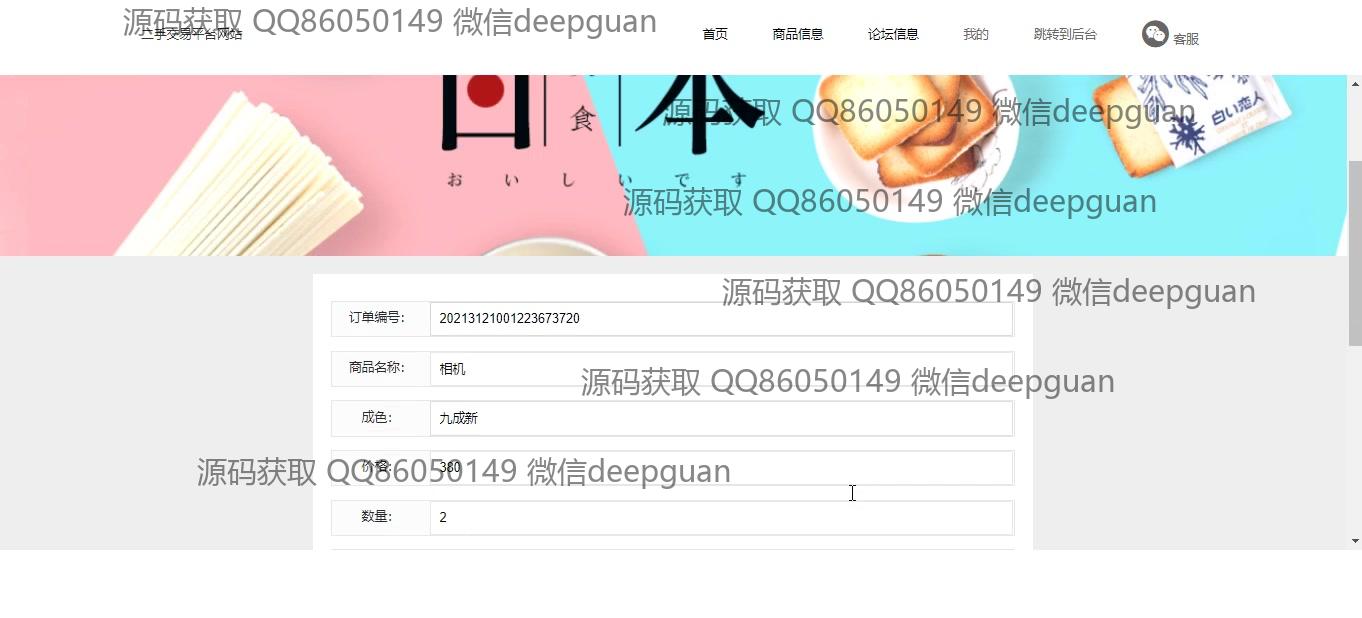 源码获取 QQ86050149 微信deepguan
二手交易平台网站
首页 商品信息 论坛信息 我的 跳转到后台 客服
日 食 本
源码获取 QQ86050149 微信deepguan
白い恋人
お い し い で す
源码获取 QQ86050149 微信deepguan
源码获取 QQ86050149 微信deepguan
订单编号: 20213121001223673720
商品名称: 相机
源码获取 QQ86050149 微信deepguan
成色: 九成新
价格: 380
源码获取 QQ86050149 微信deepguan
数量: 2